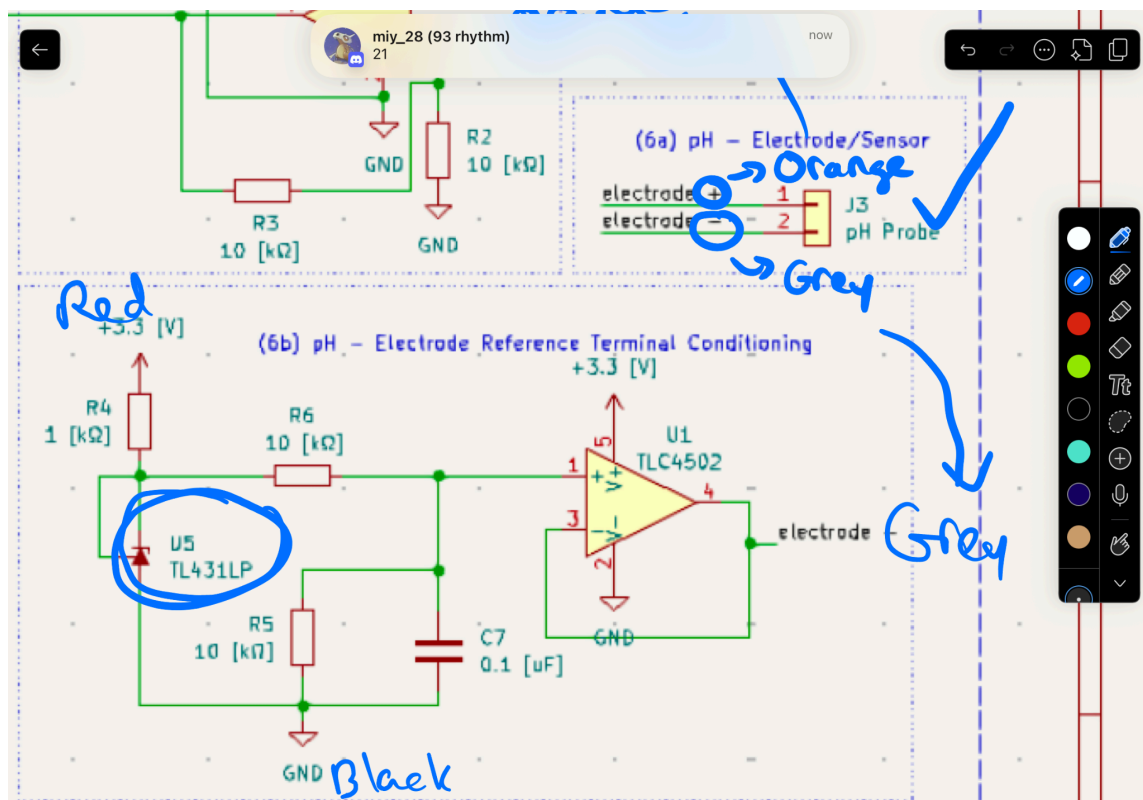 miy_28 (93 rhythm)
now
21
R2
10 [kΩ]
GND
R3
10 [kΩ]
GND
(6a) pH – Electrode/Sensor
Orange
electrode +
1
J3
electrode -
2
pH Probe
Grey
Tt
Red
+3.3 [V]
(6b) pH – Electrode Reference Terminal Conditioning
+3.3 [V]
R4
1 [kΩ]
R6
10 [kΩ]
5
U1
TLC4502
1
+
V+
4
3
-
V-
electrode -
Grey
U5
TL431LP
2
GND
R5
10 [kΩ]
C7
0.1 [uF]
GND
Black